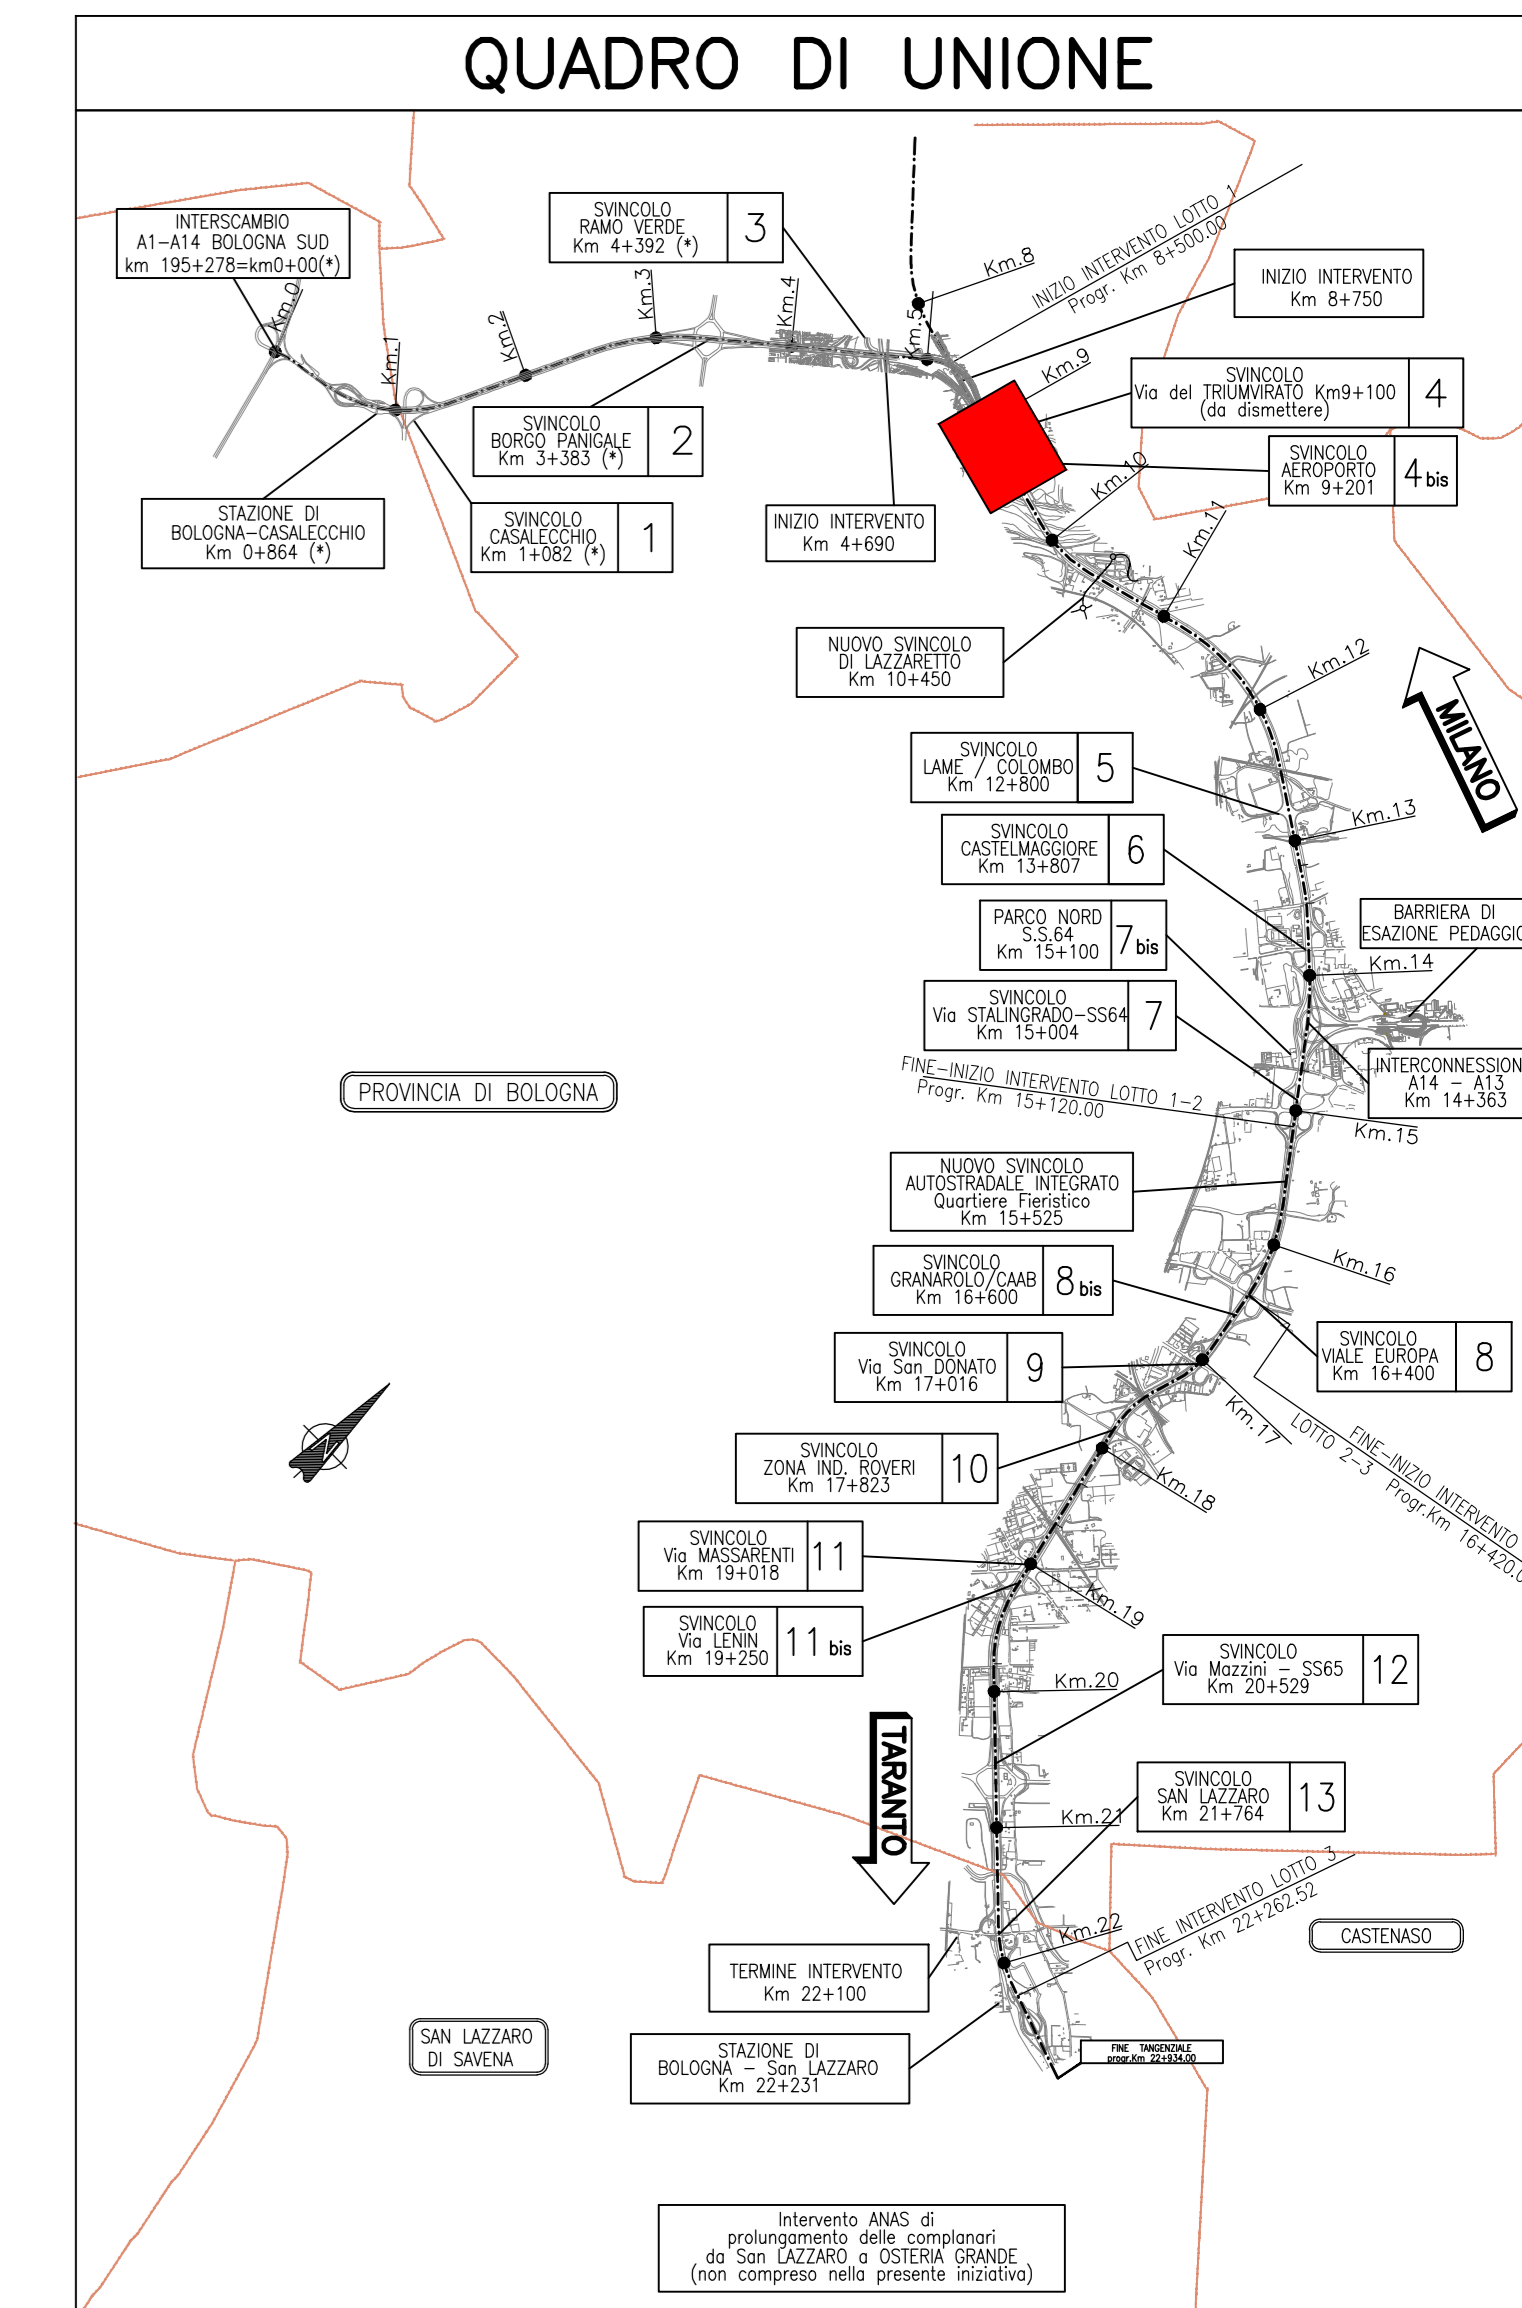 QUADRO DI UNIONE
INTERSCAMBIO
A1-A14 BOLOGNA SUD
km 195+278=km0+00(*)
SVINCOLO
RAMO VERDE
Km 4+392 (*)
3
Km.0
Km.1
Km.2
Km.3
Km.4
Km.5
Km.8
INIZIO INTERVENTO LOTTO 1
Progr. Km 8+500.00
INIZIO INTERVENTO
Km 8+750
Km.9
SVINCOLO
Via del TRIUMVIRATO Km9+100
(da dismettere)
4
SVINCOLO
BORGO PANIGALE
Km 3+383 (*)
2
SVINCOLO
AEROPORTO
Km 9+201
4 bis
Km.10
STAZIONE DI
BOLOGNA-CASALECCHIO
Km 0+864 (*)
SVINCOLO
CASALECCHIO
Km 1+082 (*)
1
INIZIO INTERVENTO
Km 4+690
Km.11
NUOVO SVINCOLO
DI LAZZARETTO
Km 10+450
Km.12
MILANO
SVINCOLO
LAME / COLOMBO
Km 12+800
5
Km.13
SVINCOLO
CASTELMAGGIORE
Km 13+807
6
PARCO NORD
S.S.64
Km 15+100
7 bis
BARRIERA DI
ESAZIONE PEDAGGIO
Km.14
SVINCOLO
Via STALINGRADO-SS64
Km 15+004
7
FINE-INIZIO INTERVENTO LOTTO 1-2
Progr. Km 15+120.00
INTERCONNESSION
A14 - A13
Km 14+363
PROVINCIA DI BOLOGNA
Km.15
NUOVO SVINCOLO
AUTOSTRADALE INTEGRATO
Quartiere Fieristico
Km 15+525
SVINCOLO
GRANAROLO/CAAB
Km 16+600
8 bis
Km.16
SVINCOLO
Via San DONATO
Km 17+016
9
SVINCOLO
VIALE EUROPA
Km 16+400
8
Km.17
FINE-INIZIO INTERVENTO
LOTTO 2-3 Progr.Km 16+420.0
N
SVINCOLO
ZONA IND. ROVERI
Km 17+823
10
Km.18
SVINCOLO
Via MASSARENTI
Km 19+018
11
Km.19
SVINCOLO
Via LENIN
Km 19+250
11 bis
SVINCOLO
Via Mazzini - SS65
Km 20+529
12
Km.20
TARANTO
SVINCOLO
SAN LAZZARO
Km 21+764
13
Km.21
FINE INTERVENTO LOTTO 3
Progr. Km 22+262.52
Km.22
CASTENASO
TERMINE INTERVENTO
Km 22+100
SAN LAZZARO
DI SAVENA
STAZIONE DI
BOLOGNA - San LAZZARO
Km 22+231
FINE TANGENZIALE
progr.Km 22+934.00
Intervento ANAS di
prolungamento delle complanari
da San LAZZARO a OSTERIA GRANDE
(non compreso nella presente iniziativa)